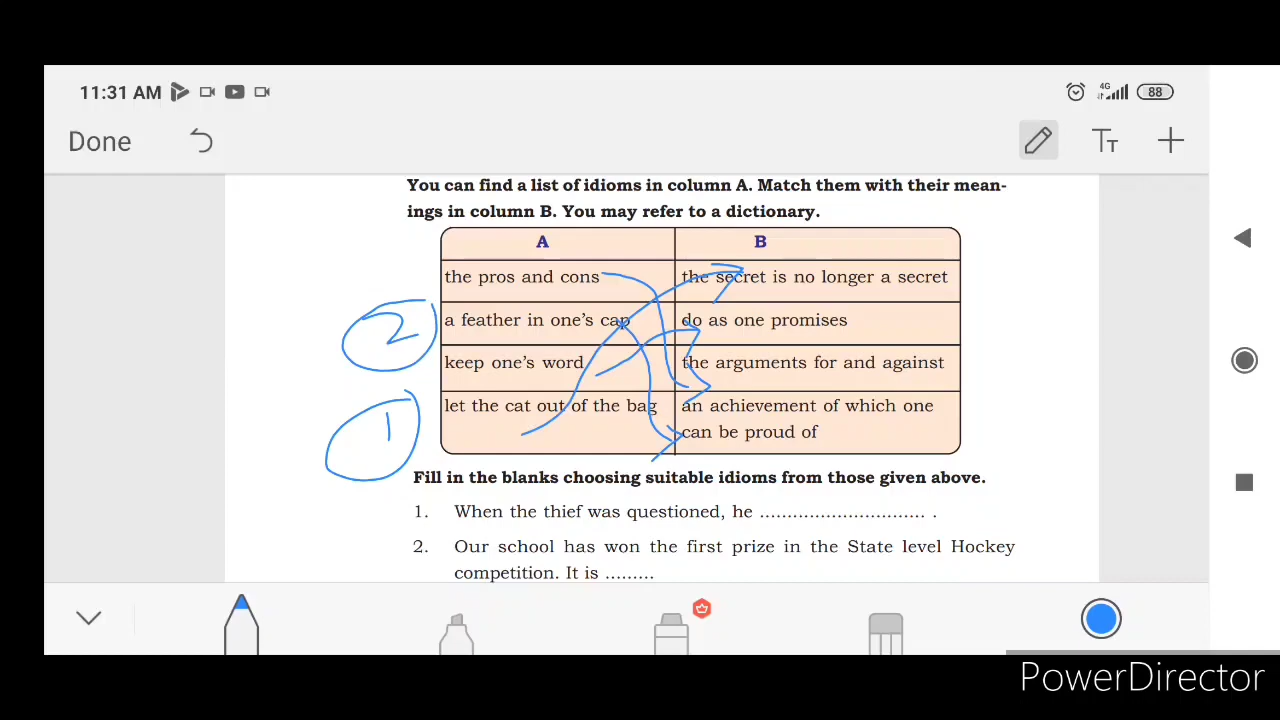 11:31 AM 4G 88
Done TT
You can find a list of idioms in column A. Match them with their mean-
ings in column B. You may refer to a dictionary.
A B
the pros and cons the secret is no longer a secret
a feather in one's cap do as one promises
keep one's word the arguments for and against
let the cat out of the bag an achievement of which one
can be proud of
2
1
Fill in the blanks choosing suitable idioms from those given above.
1. When the thief was questioned, he .............................. .
2. Our school has won the first prize in the State level Hockey
competition. It is .........
PowerDirector